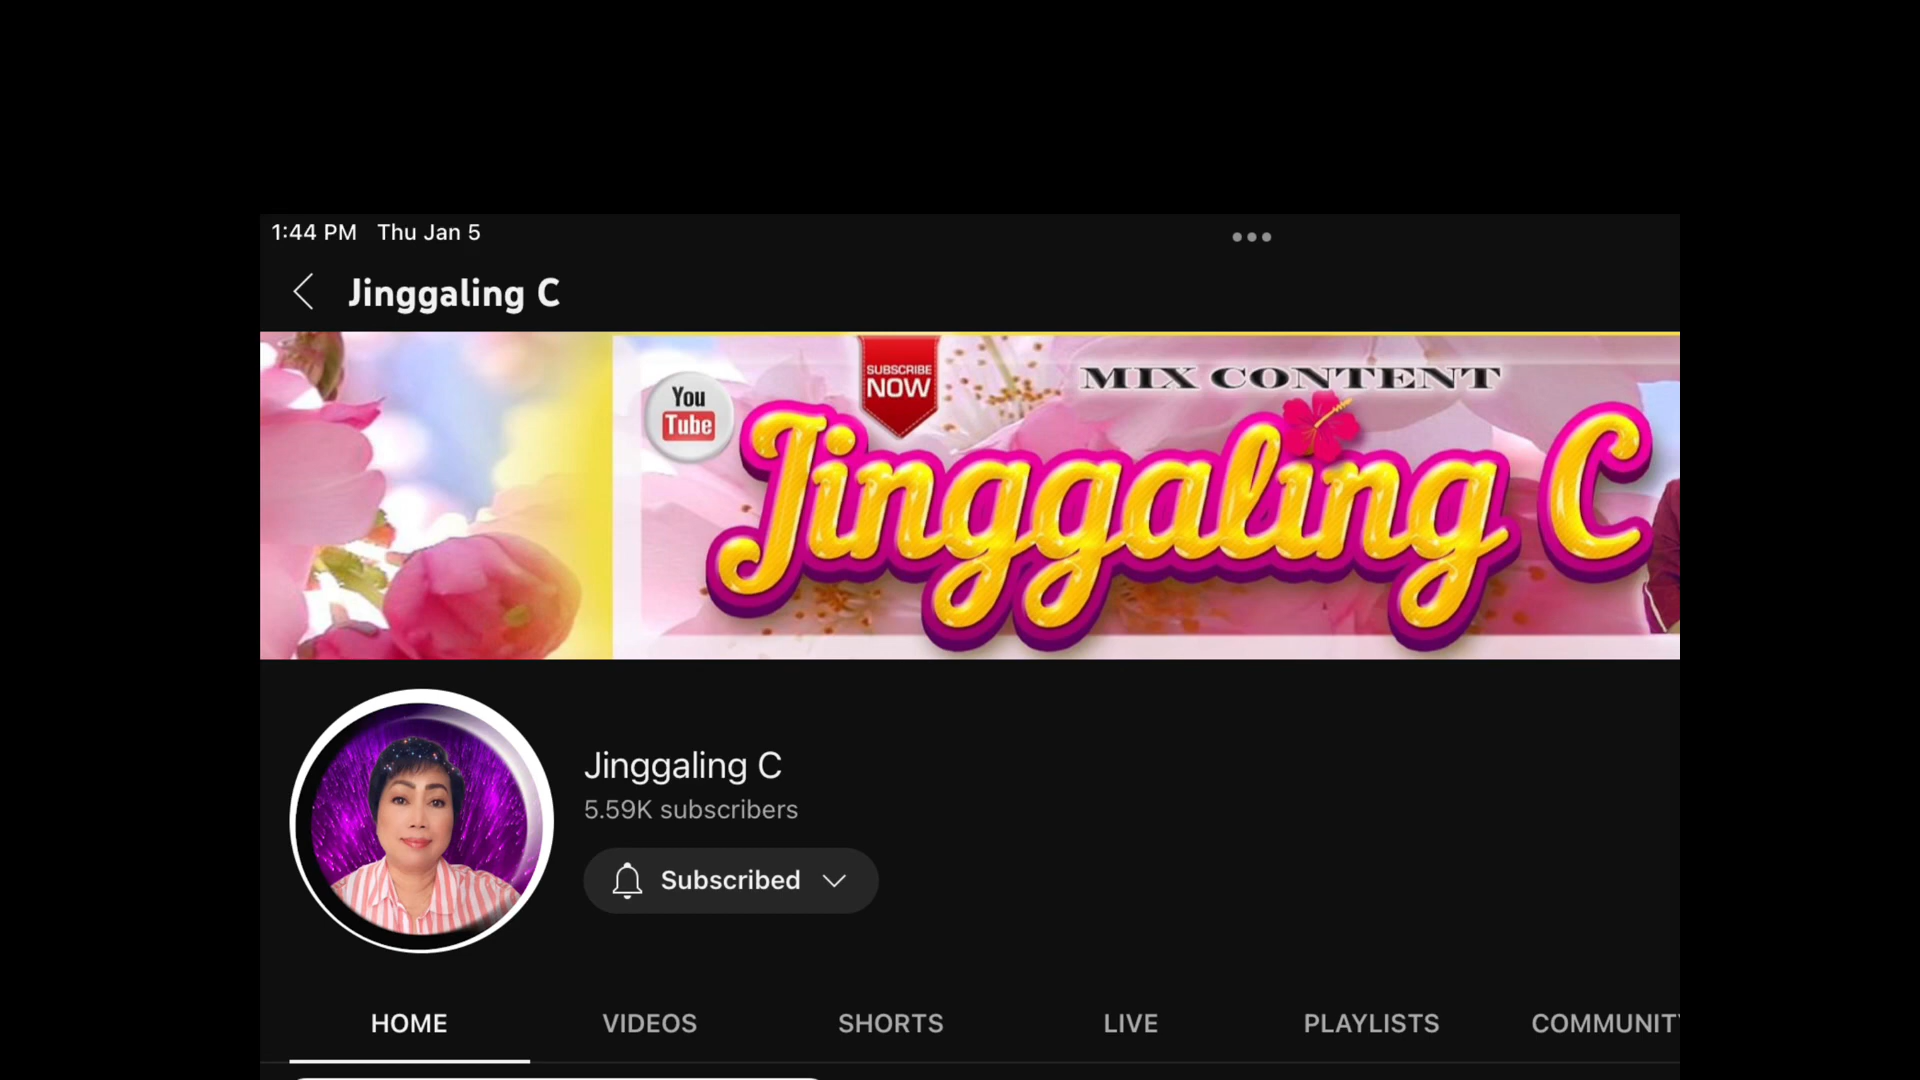 1:44 PM Thu Jan 5
Jinggaling C
SUBSCRIBE
NOW
MIX CONTENT
You
Tube
Jinggaling C
Jinggaling C
5.59K subscribers
Subscribed
HOME VIDEOS SHORTS LIVE PLAYLISTS COMMUNITY